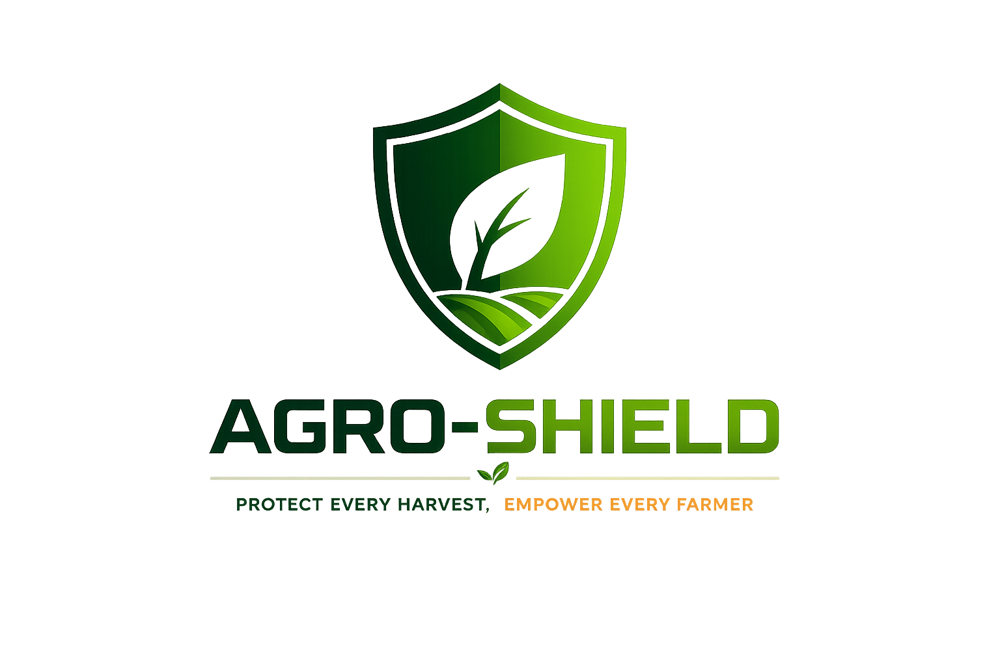 AGRO-SHIELD
PROTECT EVERY HARVEST, EMPOWER EVERY FARMER